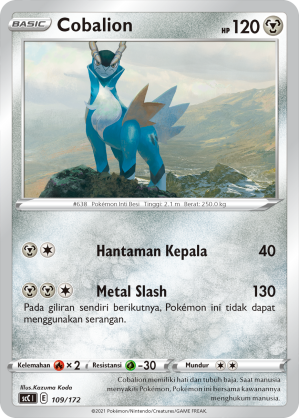 BASIC Cobalion HP 120
#638 Pokémon Inti Besi Tinggi: 2.1 m Berat: 250.0 kg
Hantaman Kepala 40
Metal Slash 130
Pada giliran sendiri berikutnya, Pokémon ini tidak dapat
menggunakan serangan.
Kelemahan × 2 Resistansi -30 Mundur
Cobalion memiliki hati dan tubuh baja. Saat manusia
menyakiti Pokémon, Cobalion bersama kawanannya
menghukum manusia.
Illus. Kazuma Koda
SC1 I E 109/172
©2021 Pokémon/Nintendo/Creatures/GAME FREAK